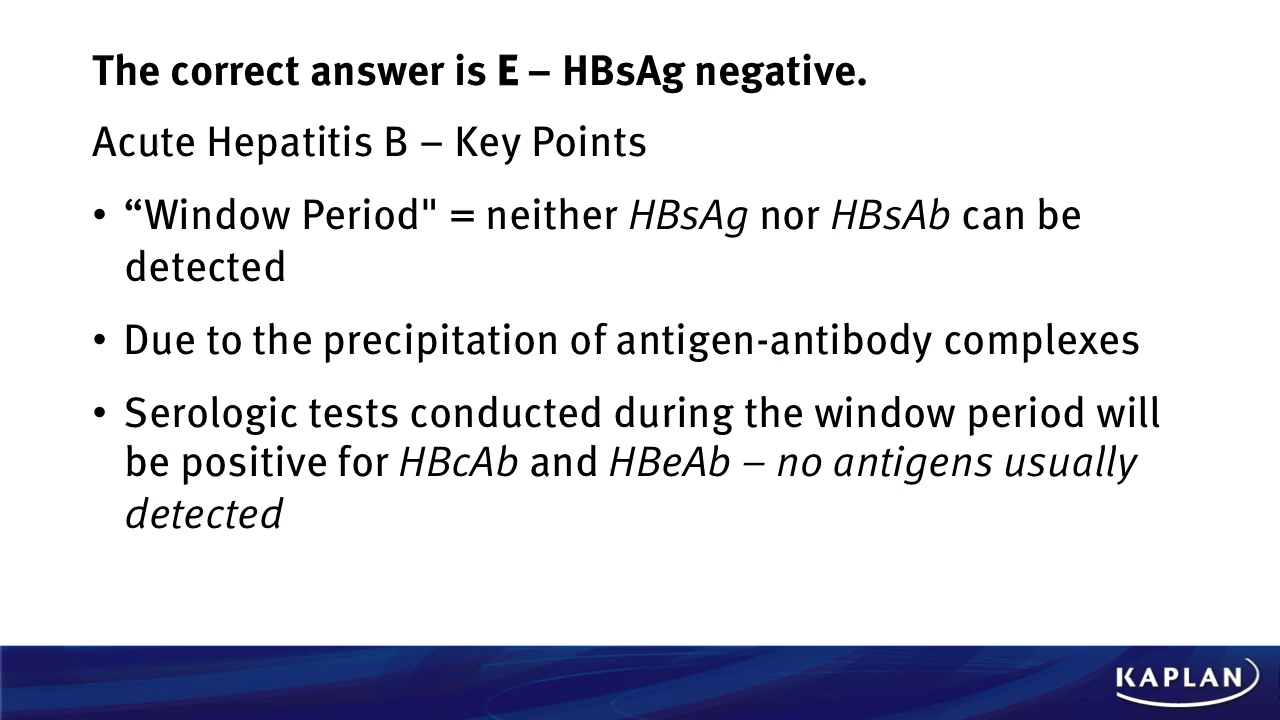 The correct answer is E – HBsAg negative.
Acute Hepatitis B – Key Points
• “Window Period" = neither HBsAg nor HBsAb can be
detected
• Due to the precipitation of antigen-antibody complexes
• Serologic tests conducted during the window period will
be positive for HBcAb and HBeAb – no antigens usually
detected
KAPLAN